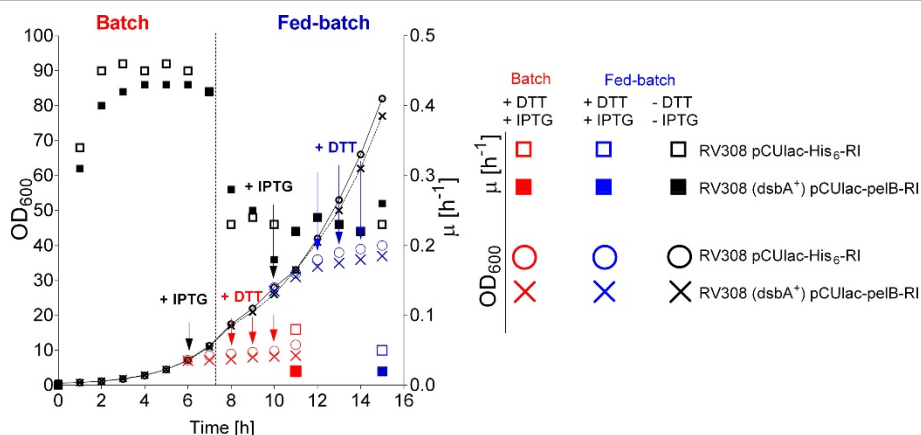 Batch Fed-batch
100
90
80
70
60
50
40
30
20
10
0
OD600
0.5
0.4
0.3
0.2
0.1
0.0
µ [h-1]
+ IPTG
+ DTT
+ IPTG
+ DTT
0 2 4 6 8 10 12 14 16
Time [h]
Batch Fed-batch
+ DTT + DTT - DTT
+ IPTG + IPTG - IPTG
µ [h-1]
RV308 pCUlac-His6-RI
RV308 (dsbA+) pCUlac-pelB-RI
OD600
RV308 pCUlac-His6-RI
RV308 (dsbA+) pCUlac-pelB-RI